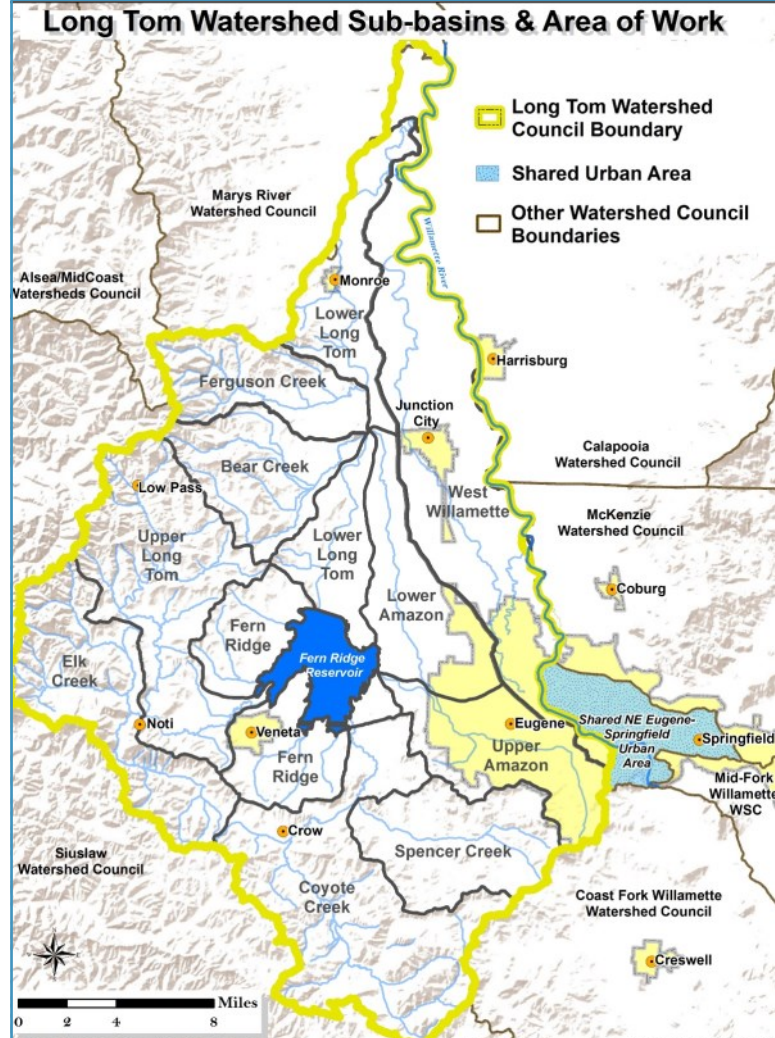 Long Tom Watershed Sub-basins & Area of Work
Long Tom Watershed
Council Boundary
Shared Urban Area
Other Watershed Council
Boundaries
Marys River
Watershed Council
Willamette River
Alsea/MidCoast
Watersheds Council
Monroe
Lower
Long
Tom
Harrisburg
Ferguson Creek
Junction
City
Calapooia
Watershed Council
Bear Creek
Low Pass
West
Willamette
McKenzie
Watershed Council
Upper
Long
Tom
Lower
Long
Tom
Lower
Amazon
Coburg
Fern
Ridge
Fern Ridge
Reservoir
Elk
Creek
Noti
Veneta
Eugene
Shared NE Eugene-
Springfield
Urban
Area
Springfield
Fern
Ridge
Upper
Amazon
Mid-Fork
Willamette
WSC
Crow
Spencer Creek
Siuslaw
Watershed Council
Coyote
Creek
Coast Fork Willamette
Watershed Council
Creswell
Miles
0 2 4 8